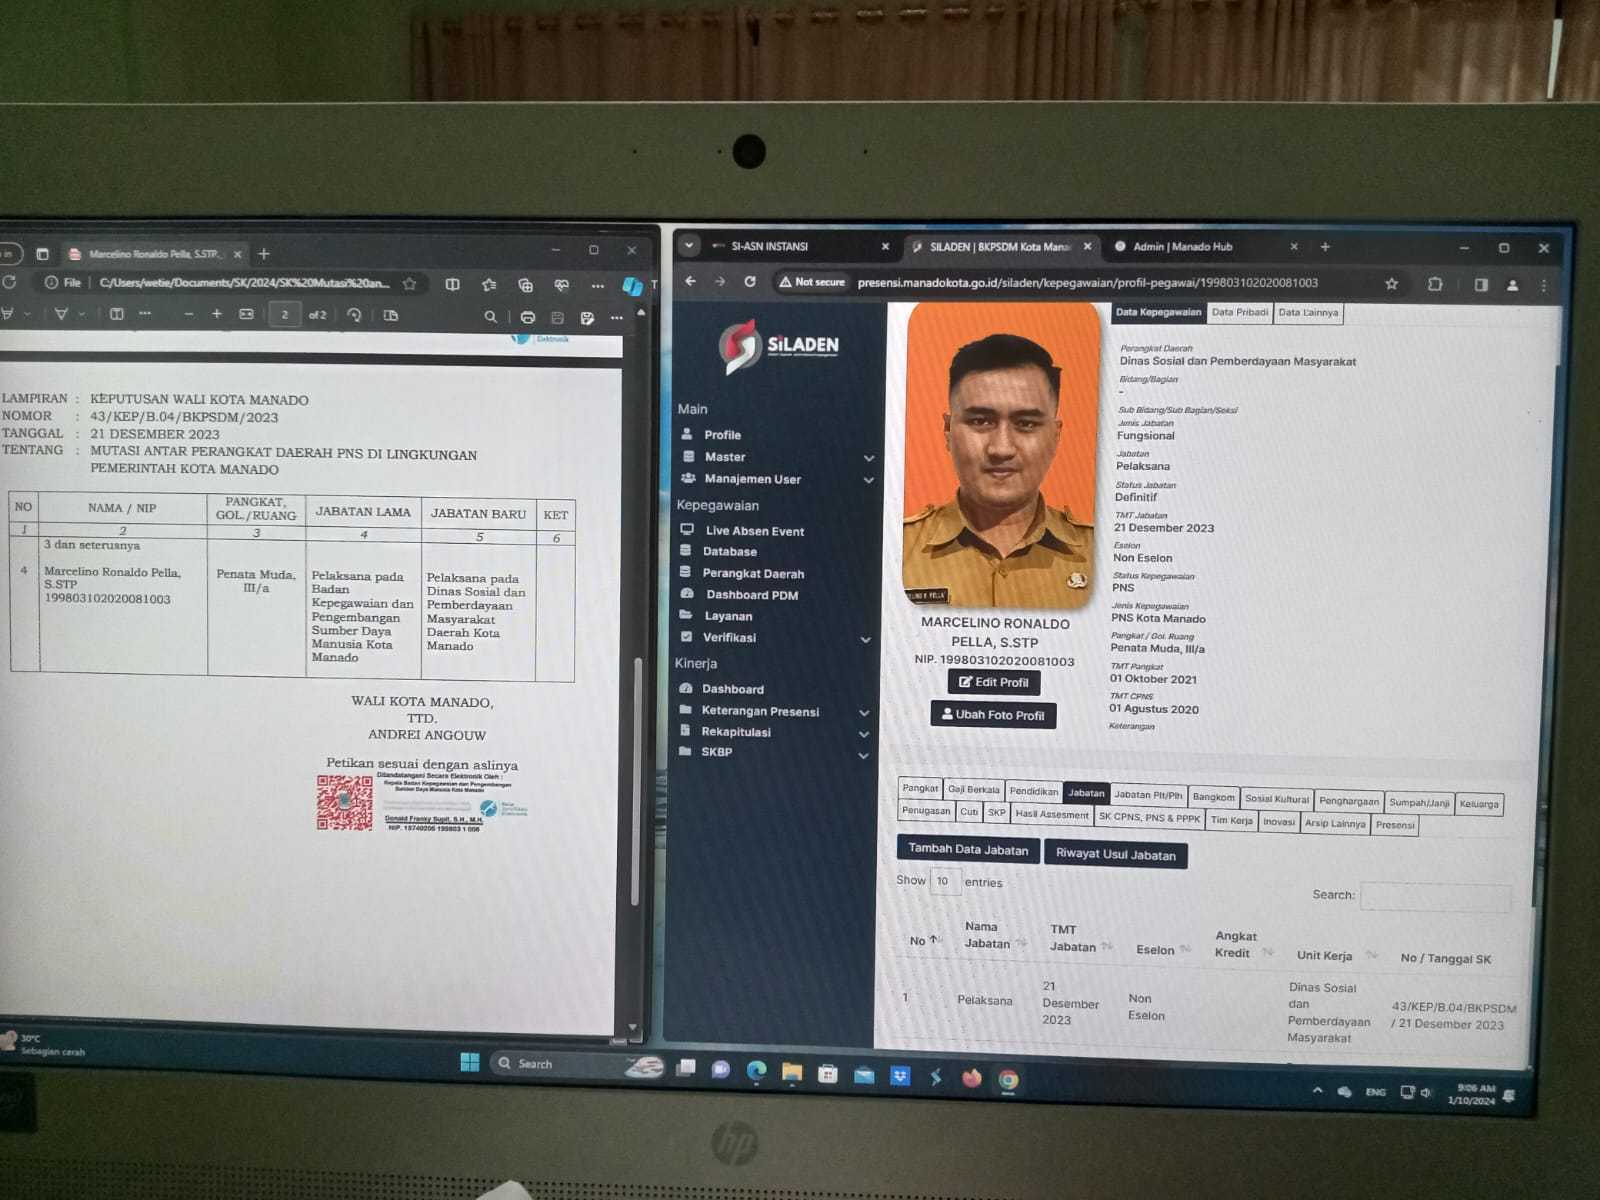 Marcelino Ronaldo Pella, S.STP.
File
C:/Users/wetie/Documents/SK/2024/SK%20Mutasi%20an...
2
of 2
Elektronik
LAMPIRAN : KEPUTUSAN WALI KOTA MANADO
NOMOR : 43/KEP/B.04/BKPSDM/2023
TANGGAL : 21 DESEMBER 2023
TENTANG : MUTASI ANTAR PERANGKAT DAERAH PNS DI LINGKUNGAN
PEMERINTAH KOTA MANADO
NO
NAMA / NIP
PANGKAT,
GOL./RUANG
JABATAN LAMA
JABATAN BARU
KET
1
2
3
4
5
6
3 dan seterusnya
4
Marcelino Ronaldo Pella,
S.STP
199803102020081003
Penata Muda,
III/a
Pelaksana pada
Badan
Kepegawaian dan
Pengembangan
Sumber Daya
Manusia Kota
Manado
Pelaksana pada
Dinas Sosial dan
Pemberdayaan
Masyarakat
Daerah Kota
Manado
WALI KOTA MANADO,
TTD.
ANDREI ANGOUW
Petikan sesuai dengan aslinya
Ditandatangani Secara Elektronik Oleh :
Kepala Badan Kepegawaian dan Pengembangan
Sumber Daya Manusia Kota Manado
Donald Franky Supit, S.H., M.H.
SI-ASN INSTANSI
SILADEN | BKPSDM Kota Mana
Admin | Manado Hub
Not secure
presensi.manadokota.go.id/siladen/kepegawaian/profil-pegawai/199803102020081003
SiLADEN
Main
Profile
Master
Manajemen User
Kepegawaian
Live Absen Event
Database
Perangkat Daerah
Dashboard PDM
Layanan
Verifikasi
Kinerja
Dashboard
Keterangan Presensi
Rekapitulasi
SKBP
MARCELINO RONALDO
PELLA, S.STP
NIP. 199803102020081003
Edit Profil
Ubah Foto Profil
Data Kepegawaian
Data Pribadi
Data Lainnya
Perangkat Daerah
Dinas Sosial dan Pemberdayaan Masyarakat
Bidang/Bagian
-
Sub Bidang/Sub Bagian/Seksi
Jenis Jabatan
Fungsional
Jabatan
Pelaksana
Status Jabatan
Definitif
TMT Jabatan
21 Desember 2023
Eselon
Non Eselon
Status Kepegawaian
PNS
Jenis Kepegawaian
PNS Kota Manado
Pangkat / Gol. Ruang
Penata Muda, III/a
TMT Pangkat
01 Oktober 2021
TMT CPNS
01 Agustus 2020
Keterangan
Pangkat
Gaji Berkala
Pendidikan
Jabatan
Jabatan Plt/Plh
Bangkom
Sosial Kultural
Penghargaan
Sumpah/Janji
Keluarga
Penugasan
Cuti
SKP
Hasil Assesment
SK CPNS, PNS & PPPK
Tim Kerja
Inovasi
Arsip Lainnya
Presensi
Tambah Data Jabatan
Riwayat Usul Jabatan
Show 10 entries
Search:
No
Nama
Jabatan
TMT
Jabatan
Eselon
Angkat
Kredit
Unit Kerja
No / Tanggal SK
1
Pelaksana
21
Desember
2023
Non
Eselon
Dinas Sosial
dan
Pemberdayaan
Masyarakat
43/KEP/B.04/BKPSDM
/ 21 Desember 2023
30°C
Sebagian cerah
Search
ENG
9:06 AM
1/10/2024
hp